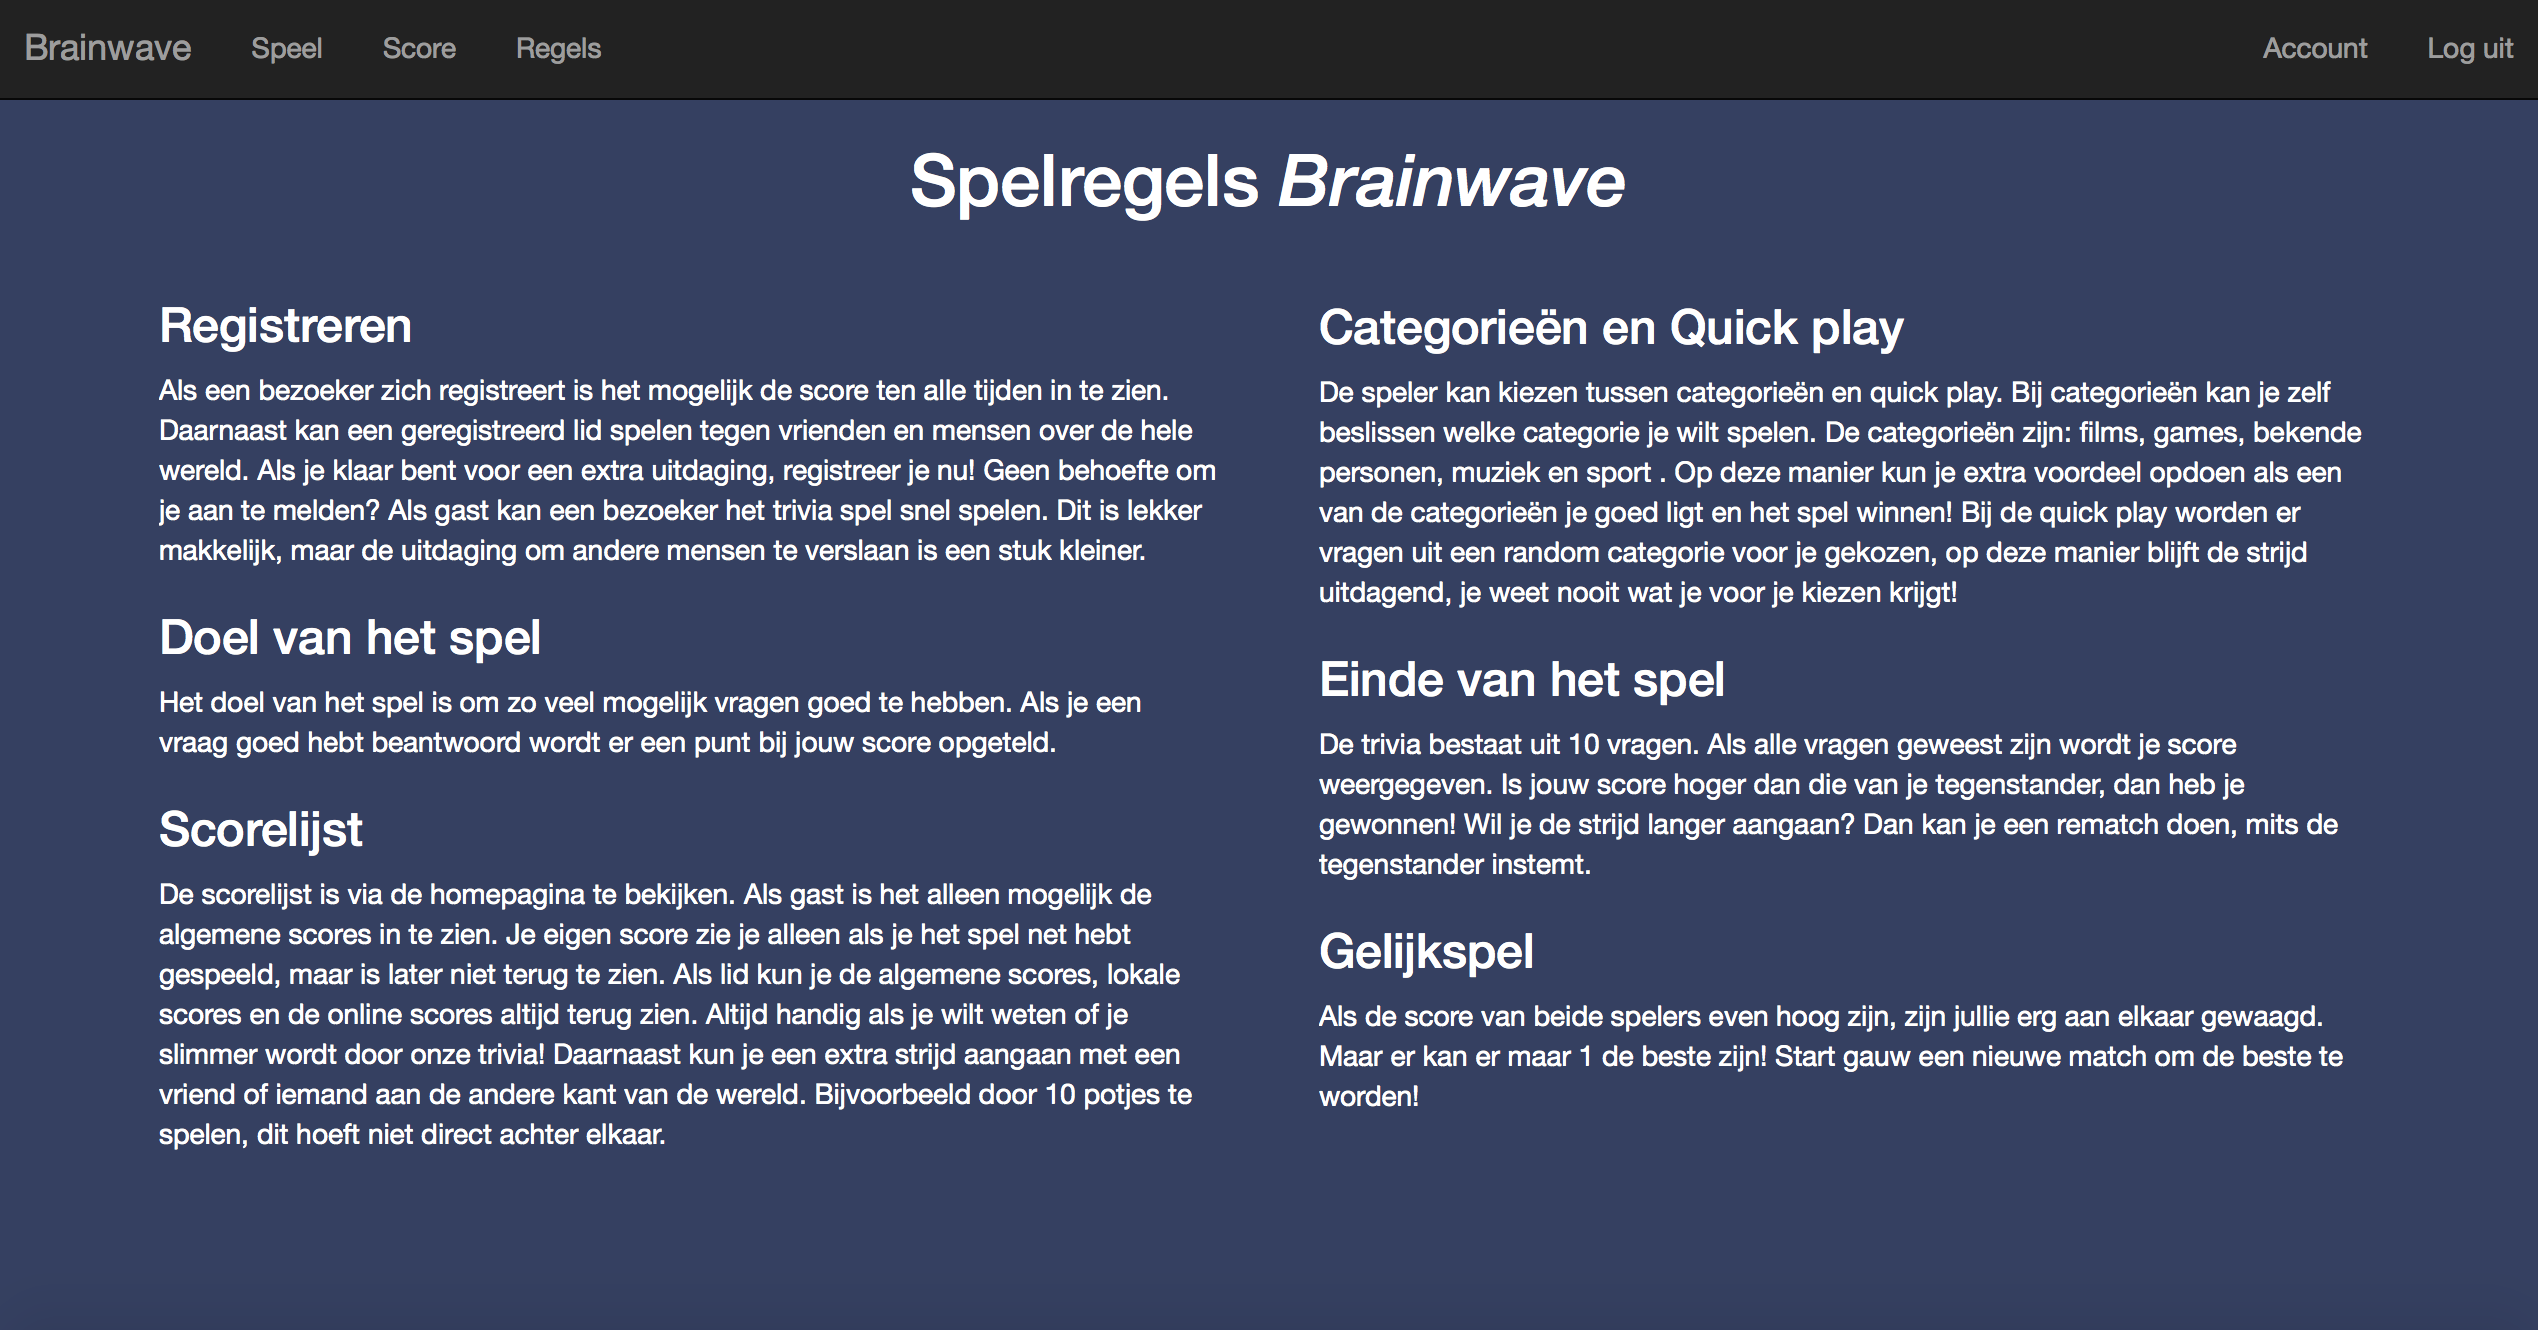 Brainwave Speel Score Regels Account Log uit
Spelregels Brainwave
Registreren
Als een bezoeker zich registreert is het mogelijk de score ten alle tijden in te zien.
Daarnaast kan een geregistreerd lid spelen tegen vrienden en mensen over de hele
wereld. Als je klaar bent voor een extra uitdaging, registreer je nu! Geen behoefte om
je aan te melden? Als gast kan een bezoeker het trivia spel snel spelen. Dit is lekker
makkelijk, maar de uitdaging om andere mensen te verslaan is een stuk kleiner.
Doel van het spel
Het doel van het spel is om zo veel mogelijk vragen goed te hebben. Als je een
vraag goed hebt beantwoord wordt er een punt bij jouw score opgeteld.
Scorelijst
De scorelijst is via de homepagina te bekijken. Als gast is het alleen mogelijk de
algemene scores in te zien. Je eigen score zie je alleen als je het spel net hebt
gespeeld, maar is later niet terug te zien. Als lid kun je de algemene scores, lokale
scores en de online scores altijd terug zien. Altijd handig als je wilt weten of je
slimmer wordt door onze trivia! Daarnaast kun je een extra strijd aangaan met een
vriend of iemand aan de andere kant van de wereld. Bijvoorbeeld door 10 potjes te
spelen, dit hoeft niet direct achter elkaar.
Categorieën en Quick play
De speler kan kiezen tussen categorieën en quick play. Bij categorieën kan je zelf
beslissen welke categorie je wilt spelen. De categorieën zijn: films, games, bekende
personen, muziek en sport . Op deze manier kun je extra voordeel opdoen als een
van de categorieën je goed ligt en het spel winnen! Bij de quick play worden er
vragen uit een random categorie voor je gekozen, op deze manier blijft de strijd
uitdagend, je weet nooit wat je voor je kiezen krijgt!
Einde van het spel
De trivia bestaat uit 10 vragen. Als alle vragen geweest zijn wordt je score
weergegeven. Is jouw score hoger dan die van je tegenstander, dan heb je
gewonnen! Wil je de strijd langer aangaan? Dan kan je een rematch doen, mits de
tegenstander instemt.
Gelijkspel
Als de score van beide spelers even hoog zijn, zijn jullie erg aan elkaar gewaagd.
Maar er kan er maar 1 de beste zijn! Start gauw een nieuwe match om de beste te
worden!